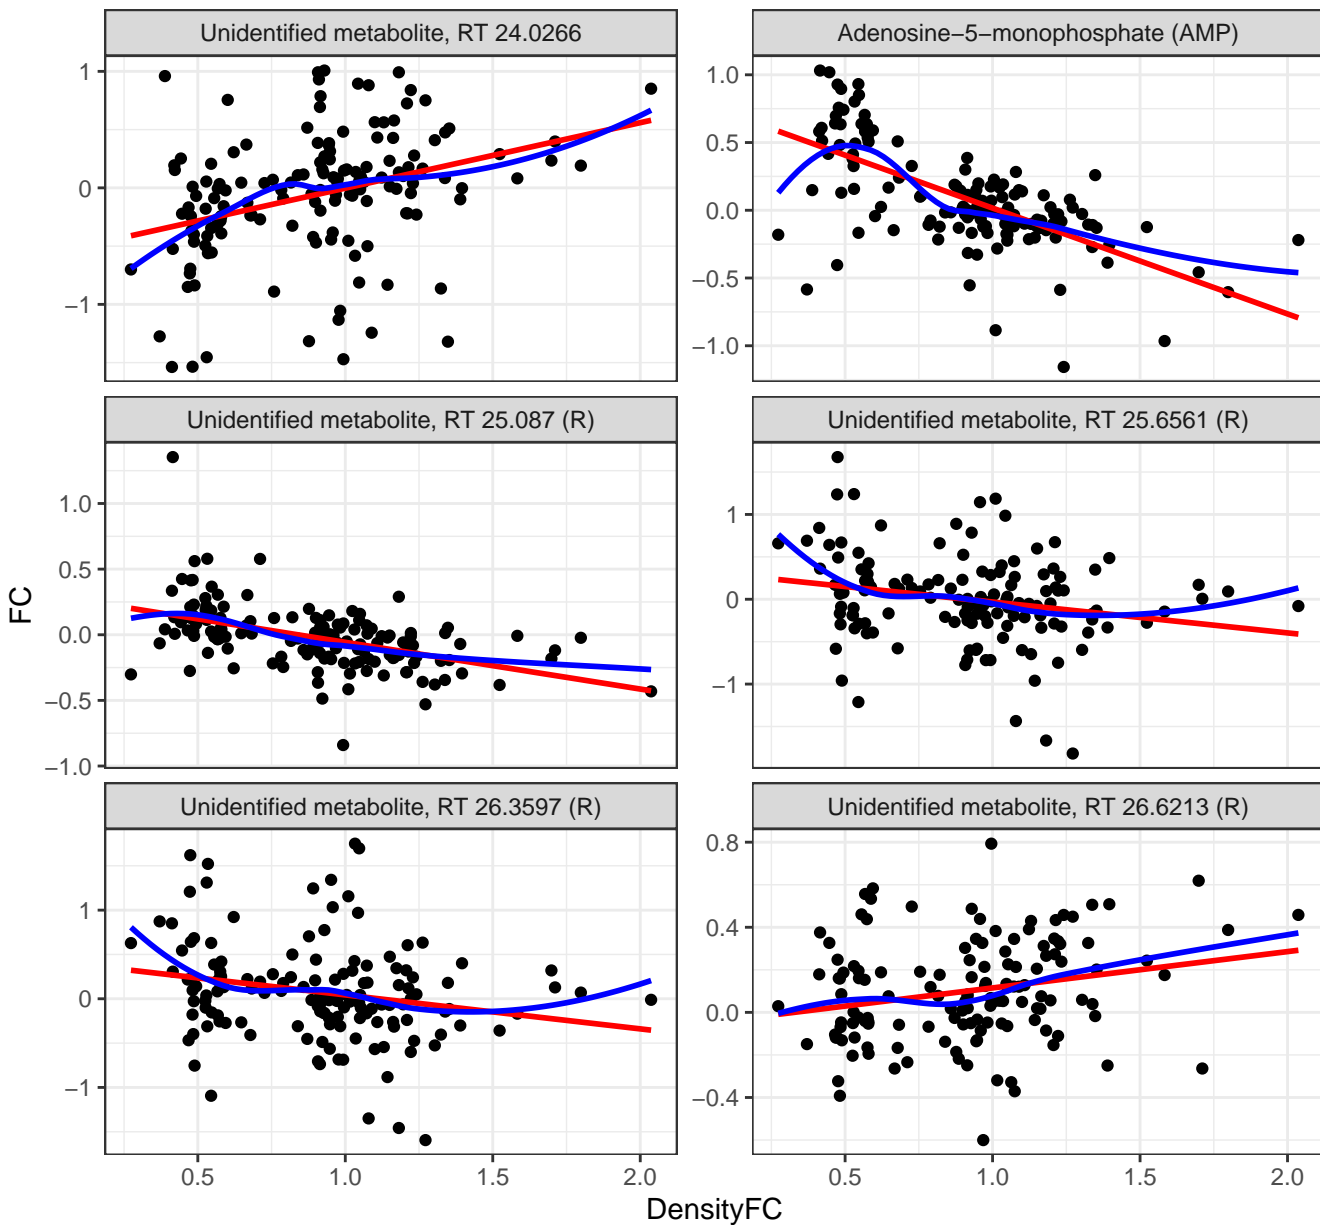 Unidentified metabolite, RT 24.0266
Adenosine−5−monophosphate (AMP)
1
0
−1
1.0
0.5
0.0
−0.5
−1.0
Unidentified metabolite, RT 25.087 (R)
Unidentified metabolite, RT 25.6561 (R)
1.0
0.5
0.0
−0.5
−1.0
1
0
−1
FC
Unidentified metabolite, RT 26.3597 (R)
Unidentified metabolite, RT 26.6213 (R)
1
0
−1
0.8
0.4
0.0
−0.4
0.5 1.0 1.5 2.0
0.5 1.0 1.5 2.0
DensityFC